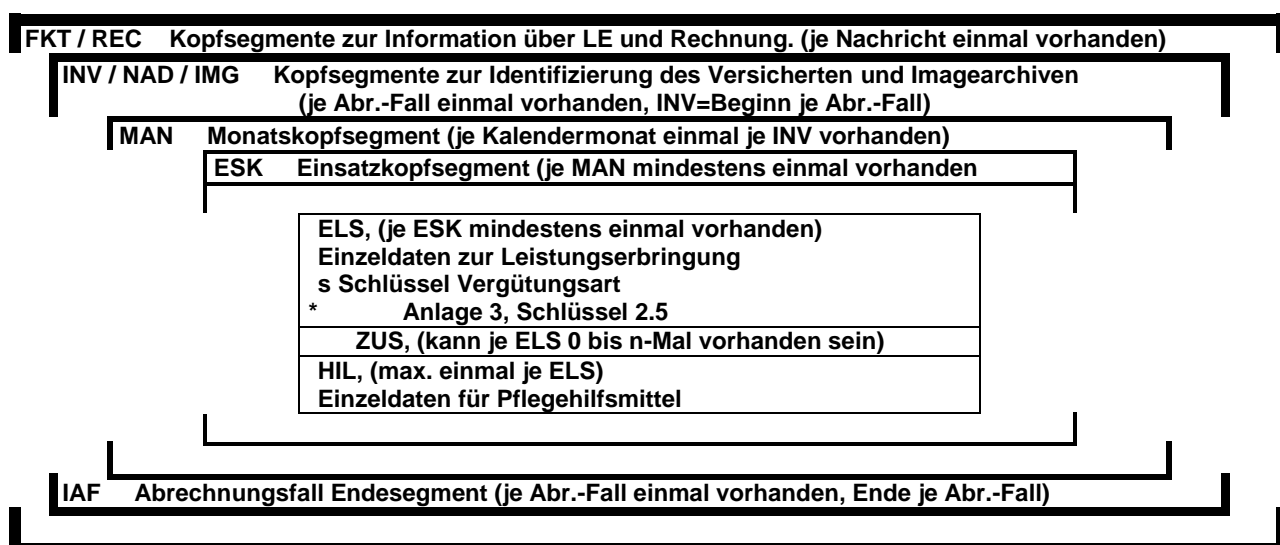 FKT / REC Kopfsegmente zur Information über LE und Rechnung. (je Nachricht einmal vorhanden)
INV / NAD / IMG Kopfsegmente zur Identifizierung des Versicherten und Imagearchiven
(je Abr.-Fall einmal vorhanden, INV=Beginn je Abr.-Fall)
MAN Monatskopfsegment (je Kalendermonat einmal je INV vorhanden)
ESK Einsatzkopfsegment (je MAN mindestens einmal vorhanden
ELS, (je ESK mindestens einmal vorhanden)
Einzeldaten zur Leistungserbringung
s Schlüssel Vergütungsart
* Anlage 3, Schlüssel 2.5
ZUS, (kann je ELS 0 bis n-Mal vorhanden sein)
HIL, (max. einmal je ELS)
Einzeldaten für Pflegehilfsmittel
IAF Abrechnungsfall Endesegment (je Abr.-Fall einmal vorhanden, Ende je Abr.-Fall)